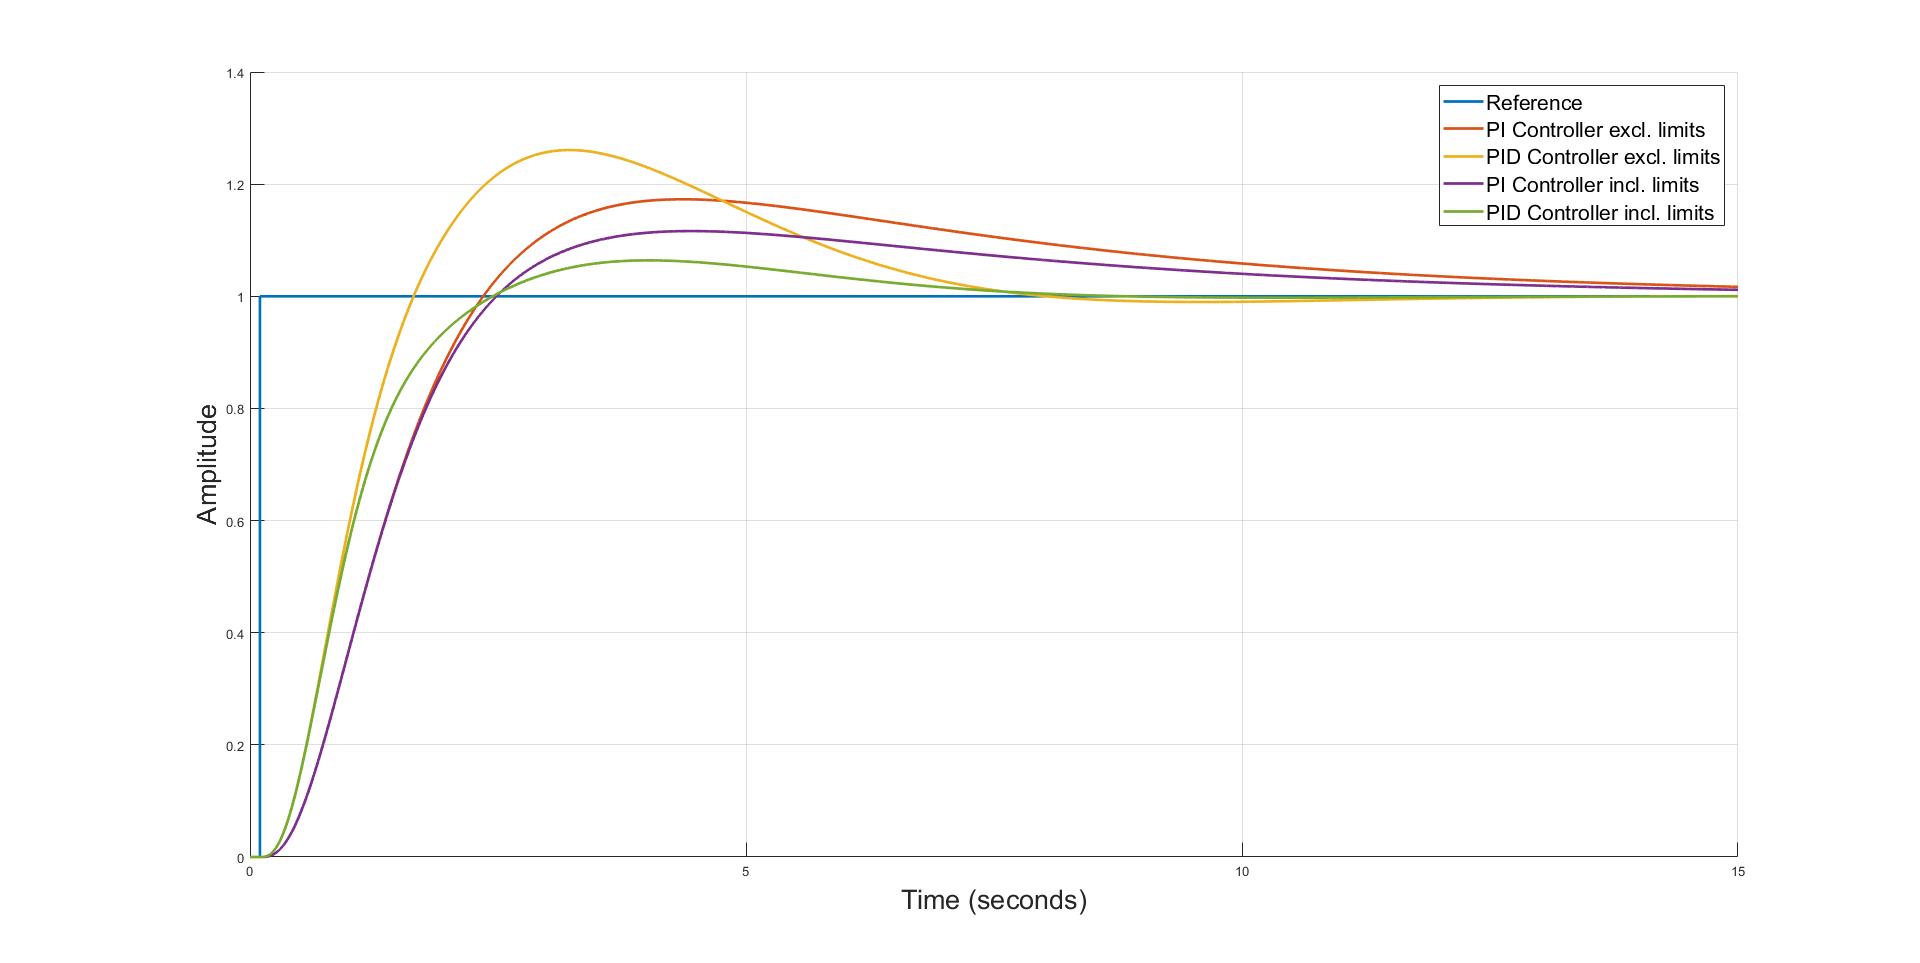 1.4
1.2
1
0.8
0.6
0.4
0.2
0
Amplitude
0
5
10
15
Time (seconds)
Reference
PI Controller excl. limits
PID Controller excl. limits
PI Controller incl. limits
PID Controller incl. limits